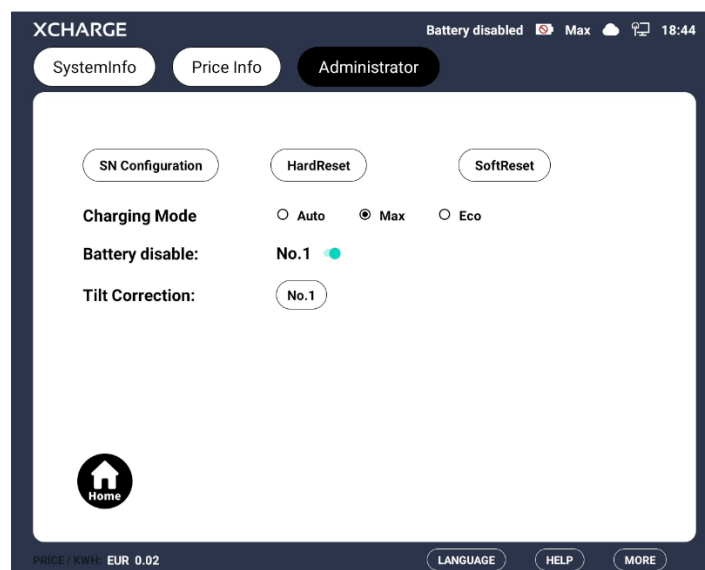 XCHARGE
Battery disabled Max 18:44
SystemInfo Price Info Administrator
SN Configuration HardReset SoftReset
Charging Mode Auto Max Eco
Battery disable: No.1
Tilt Correction: No.1
Home
PRICE / KWH: EUR 0.02 LANGUAGE HELP MORE